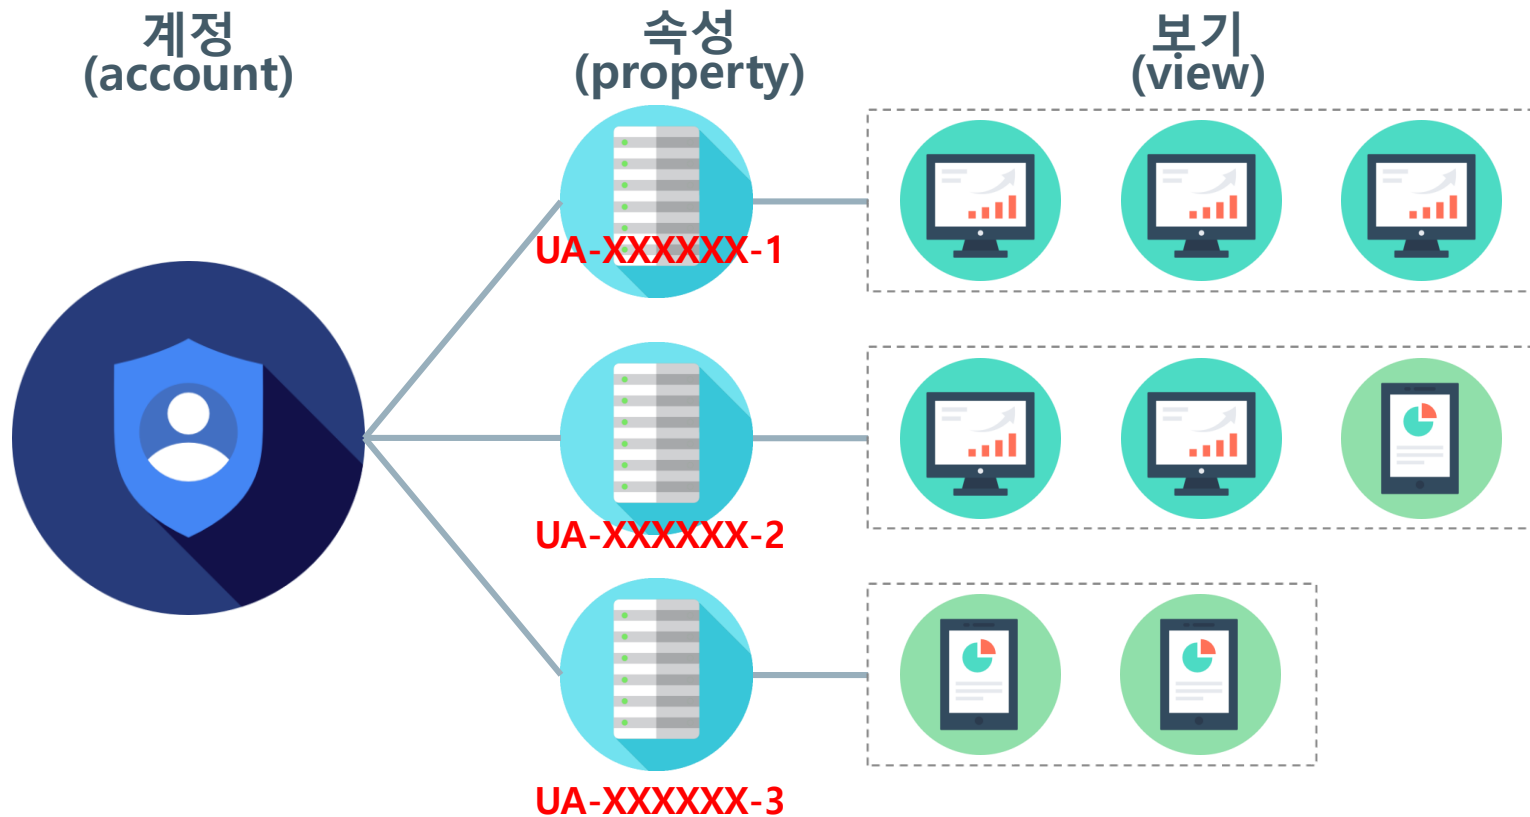 계정
(account)
속성
(property)
보기
(view)
UA-XXXXXX-1
UA-XXXXXX-2
UA-XXXXXX-3